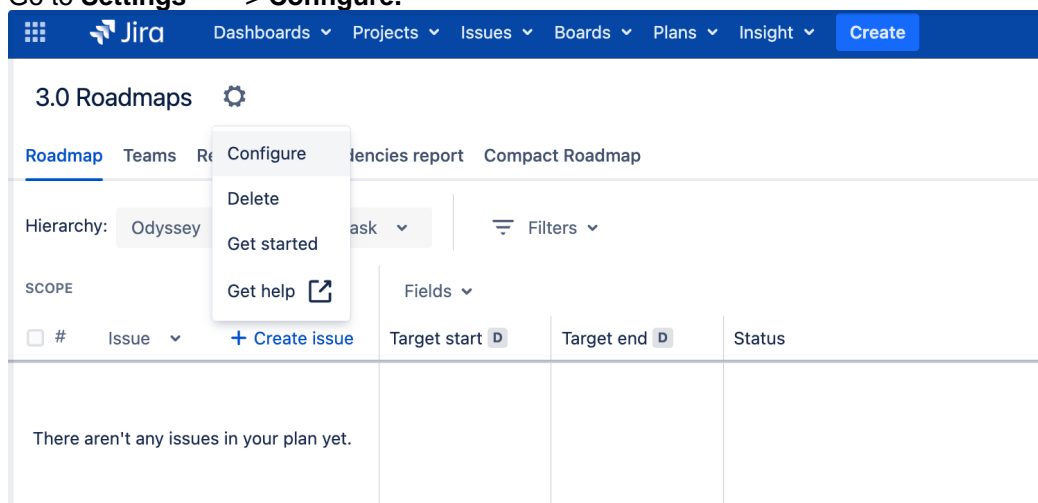 Go to Settings > Configure.
Jira Dashboards Projects Issues Boards Plans Insight Create
3.0 Roadmaps
Roadmap Teams Re dencies report Compact Roadmap
Configure
Delete
Get started
Get help
Hierarchy: Odyssey ask Filters
SCOPE Fields
# Issue + Create issue Target start D Target end D Status
There aren't any issues in your plan yet.